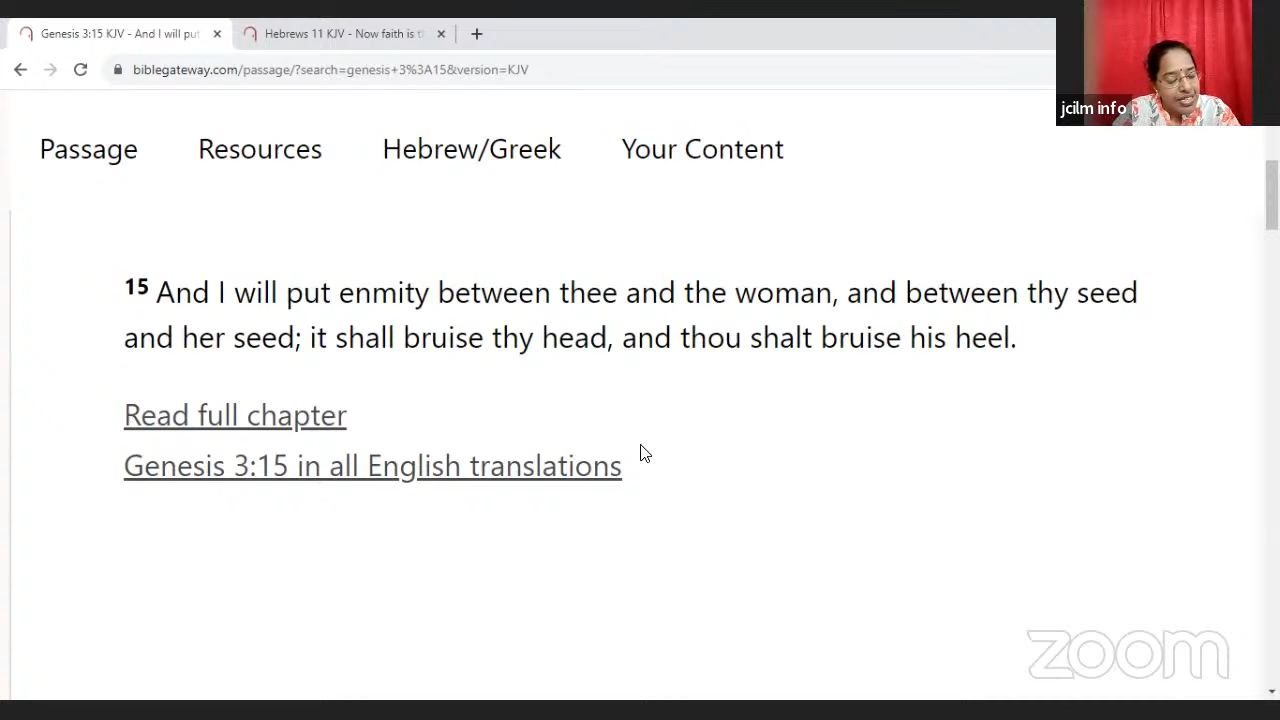 Genesis 3:15 KJV - And I will put
Hebrews 11 KJV - Now faith is t
biblegateway.com/passage/?search=genesis+3%3A15&version=KJV
jcilm info
Passage Resources Hebrew/Greek Your Content
15 And I will put enmity between thee and the woman, and between thy seed
and her seed; it shall bruise thy head, and thou shalt bruise his heel.
Read full chapter
Genesis 3:15 in all English translations
zoom